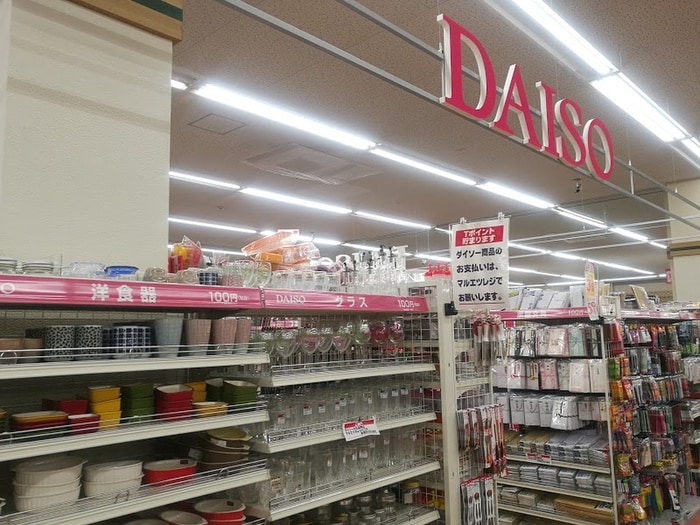 DAISO
Tポイント
貯まります
ダイソー商品の
お支払いは、
マルエツレジで
お願いします。
洋食器
100円
DAISO
グラス
100円